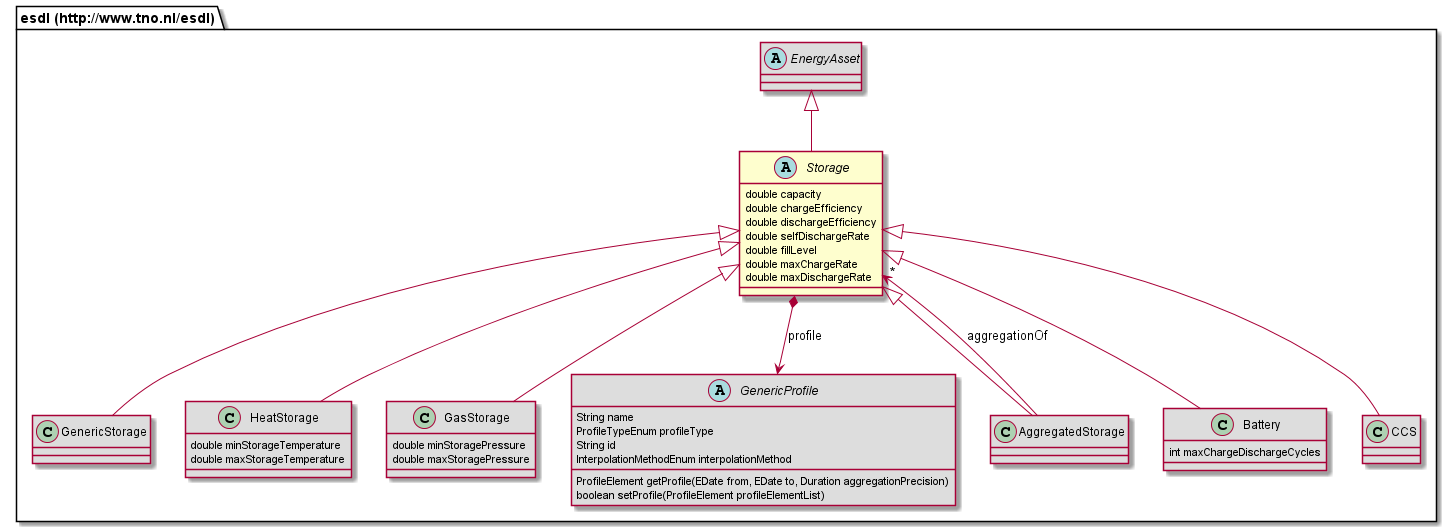 esdl (http://www.tno.nl/esdl)
A EnergyAsset
A Storage
double capacity
double chargeEfficiency
double dischargeEfficiency
double selfDischargeRate
double fillLevel
double maxChargeRate
double maxDischargeRate
*
profile
aggregationOf
C GenericStorage
C HeatStorage
double minStorageTemperature
double maxStorageTemperature
C GasStorage
double minStoragePressure
double maxStoragePressure
A GenericProfile
String name
ProfileTypeEnum profileType
String id
InterpolationMethodEnum interpolationMethod
ProfileElement getProfile(EDate from, EDate to, Duration aggregationPrecision)
boolean setProfile(ProfileElement profileElementList)
C AggregatedStorage
C Battery
int maxChargeDischargeCycles
C CCS